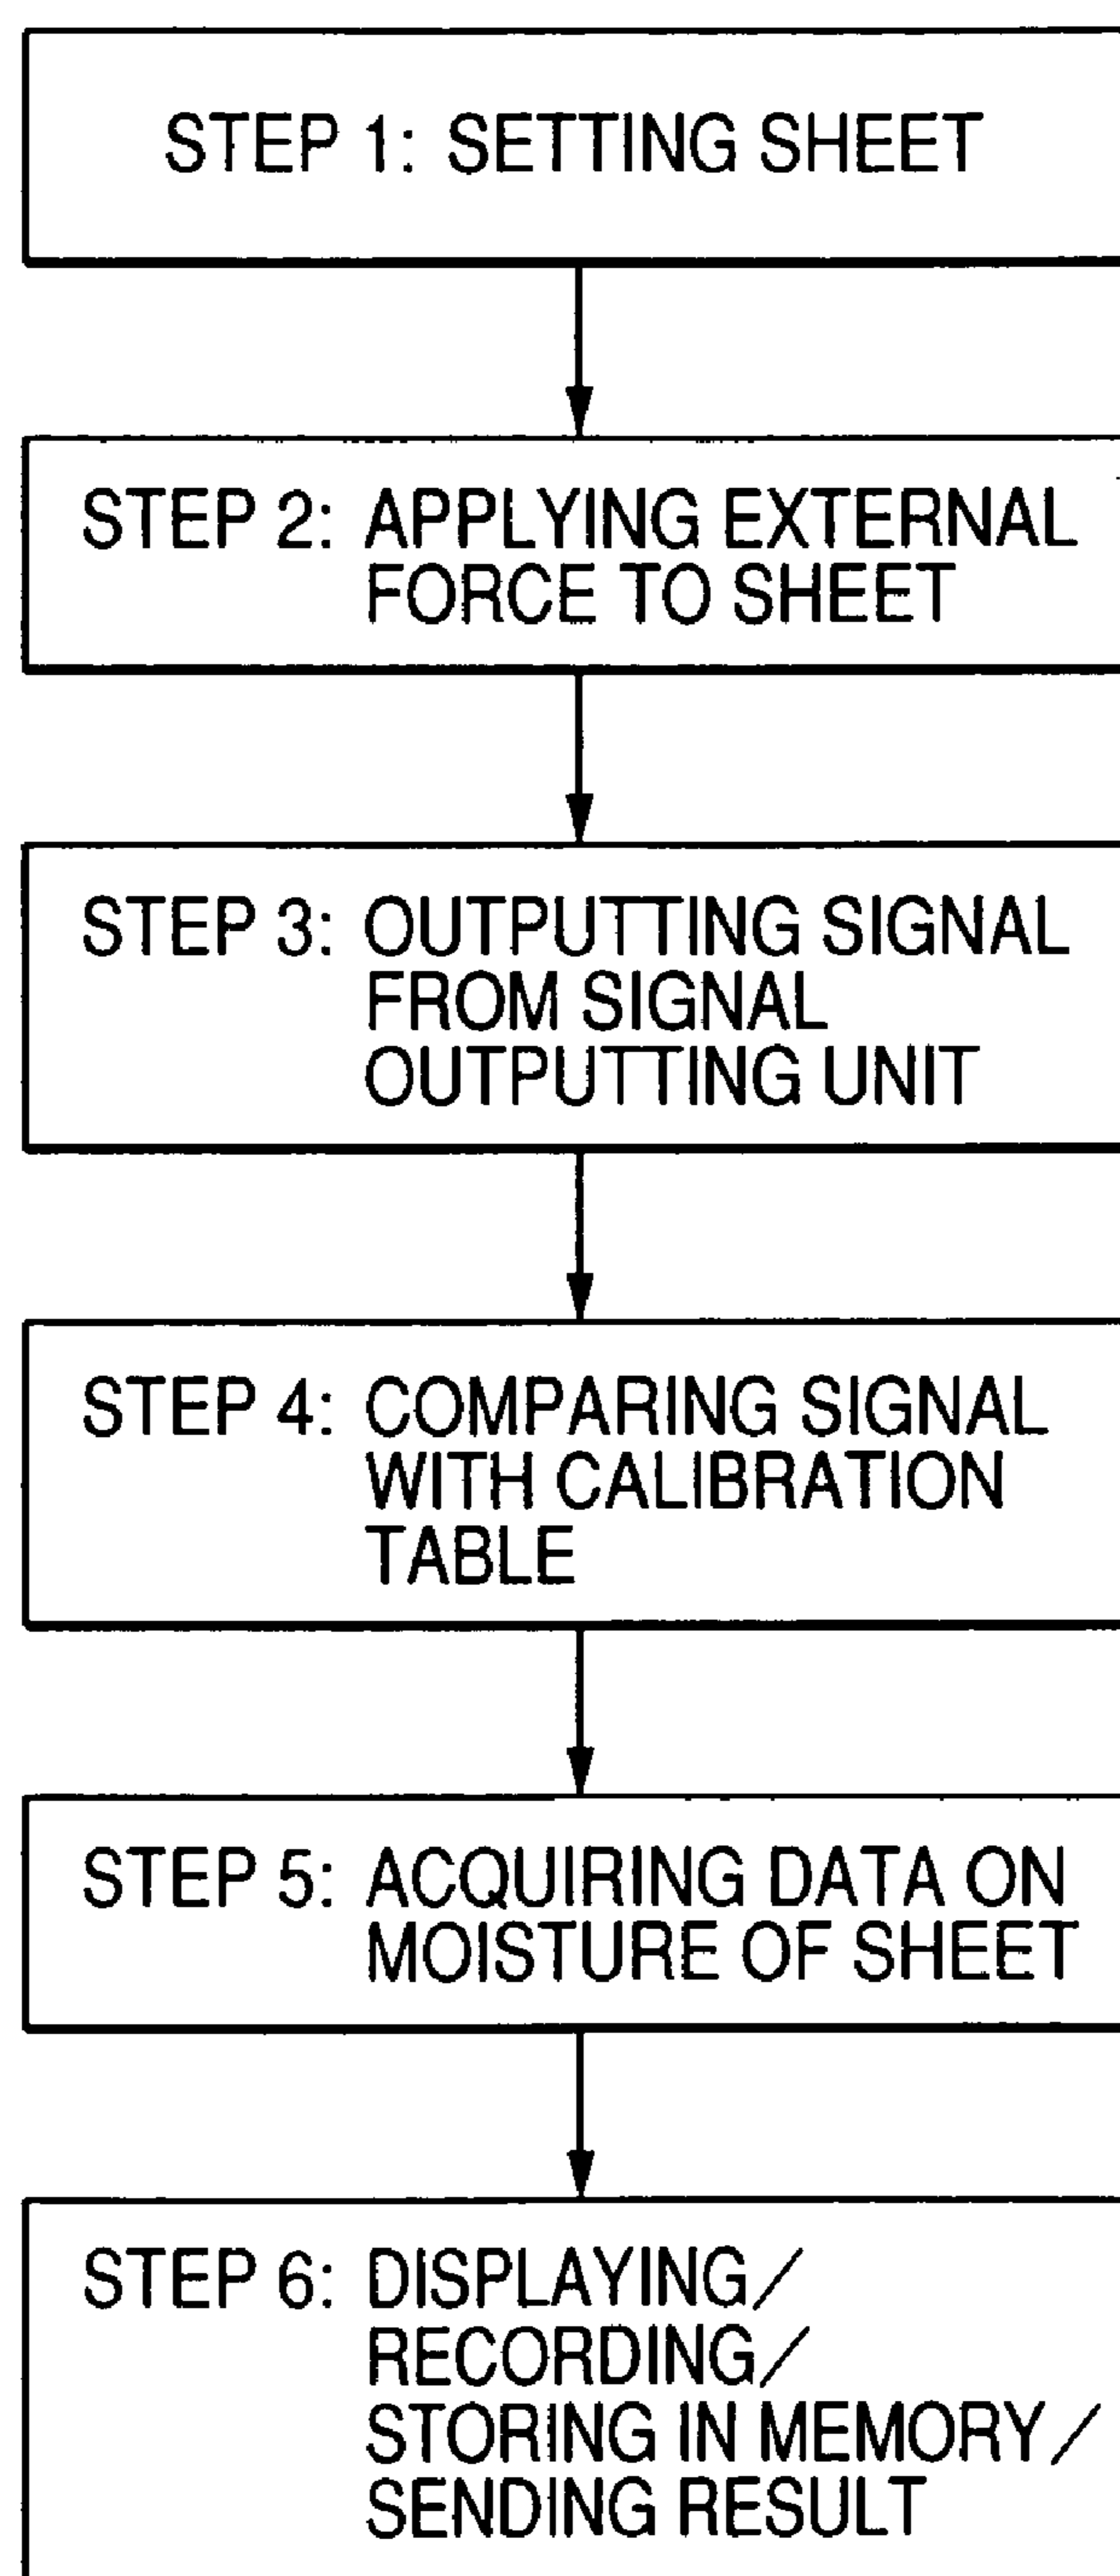 STEP 1: SETTING SHEET
STEP 2: APPLYING EXTERNAL
FORCE TO SHEET
STEP 3: OUTPUTTING SIGNAL
FROM SIGNAL
OUTPUTTING UNIT
STEP 4: COMPARING SIGNAL
WITH CALIBRATION
TABLE
STEP 5: ACQUIRING DATA ON
MOISTURE OF SHEET
STEP 6: DISPLAYING/
RECORDING/
STORING IN MEMORY/
SENDING RESULT